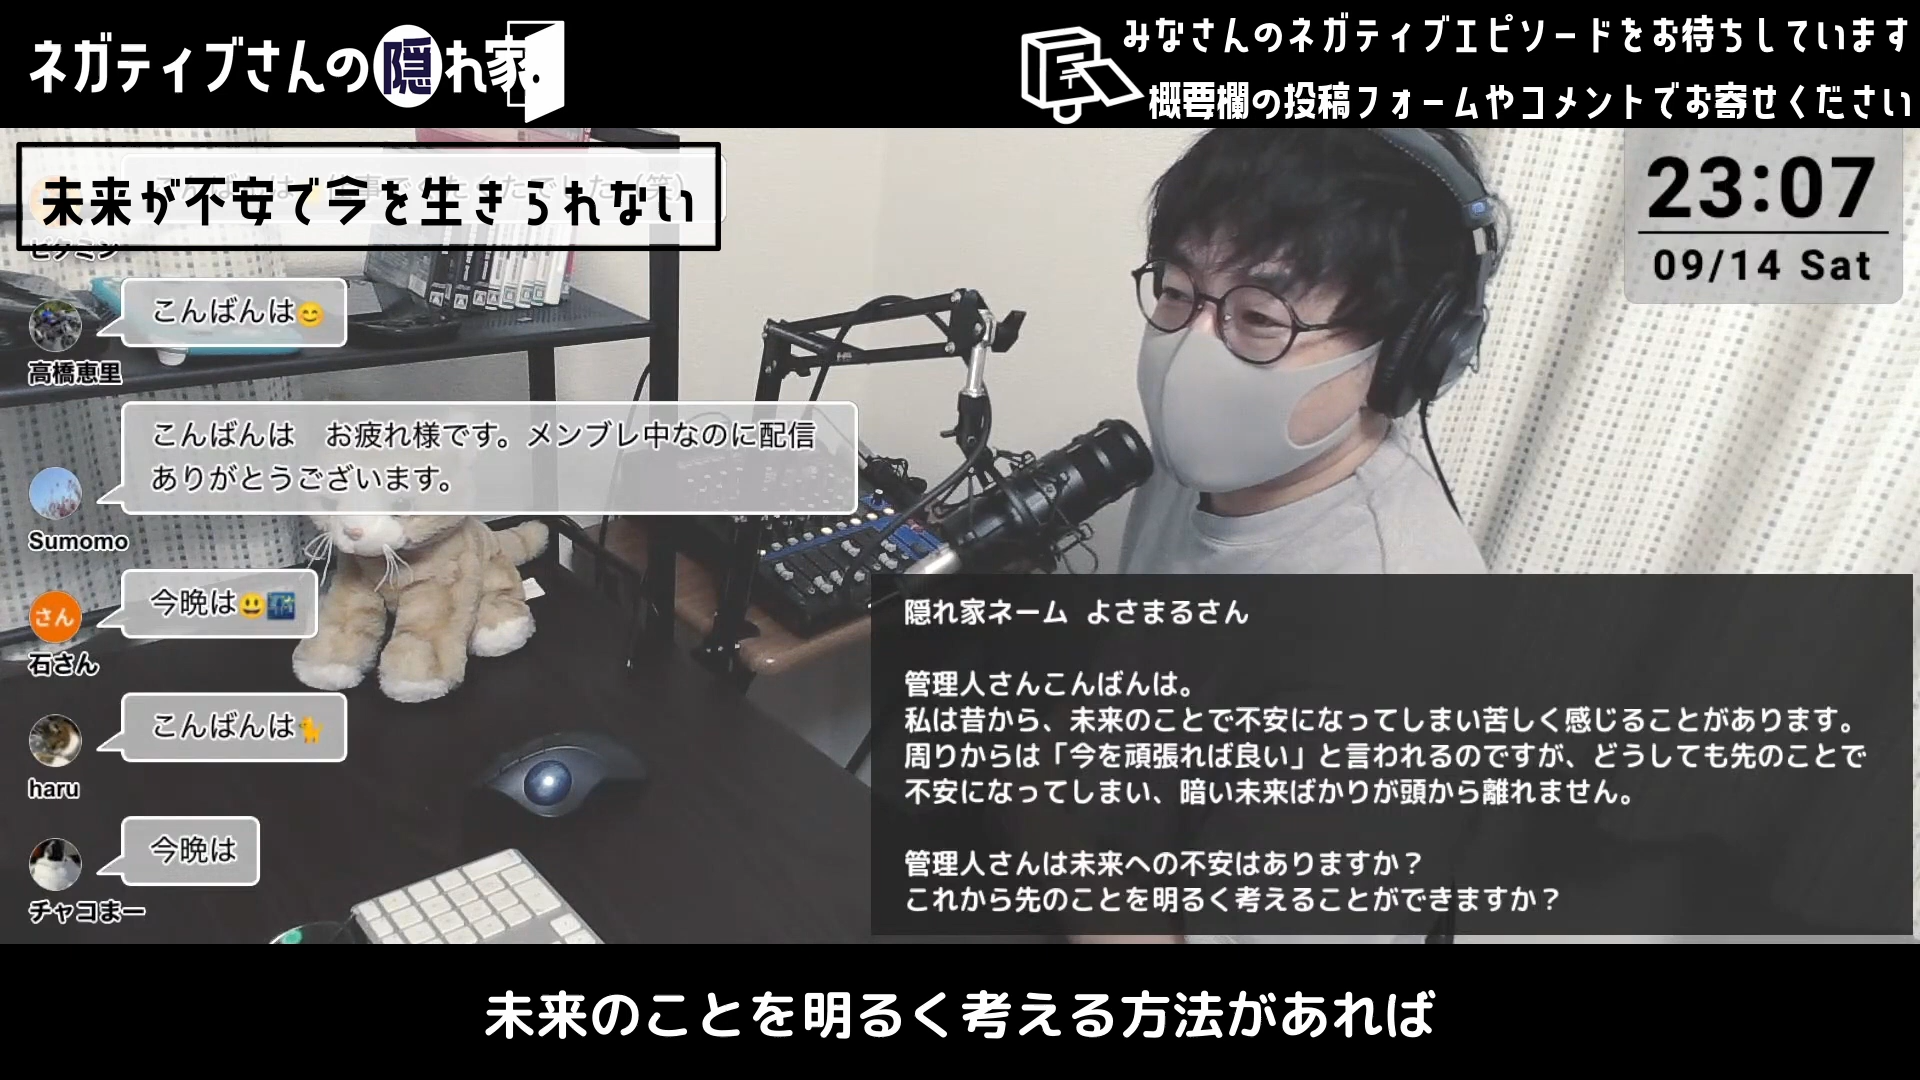 ネガティブさんの隠れ家
みなさんのネガティブエピソードをお待ちしています
概要欄の投稿フォームやコメントでお寄せください
未来が不安で今を生きられない
23:07
09/14 Sat
こんばんは😊
高橋恵里
こんばんは　お疲れ様です。メンブレ中なのに配信
ありがとうございます。
Sumomo
今晩は😃🌃
さん
石さん
こんばんは🐈
haru
今晩は
チャコまー
隠れ家ネーム よさまるさん
管理人さんこんばんは。
私は昔から、未来のことで不安になってしまい苦しく感じることがあります。
周りからは「今を頑張れば良い」と言われるのですが、どうしても先のことで
不安になってしまい、暗い未来ばかりが頭から離れません。
管理人さんは未来への不安はありますか？
これから先のことを明るく考えることができますか？
未来のことを明るく考える方法があれば